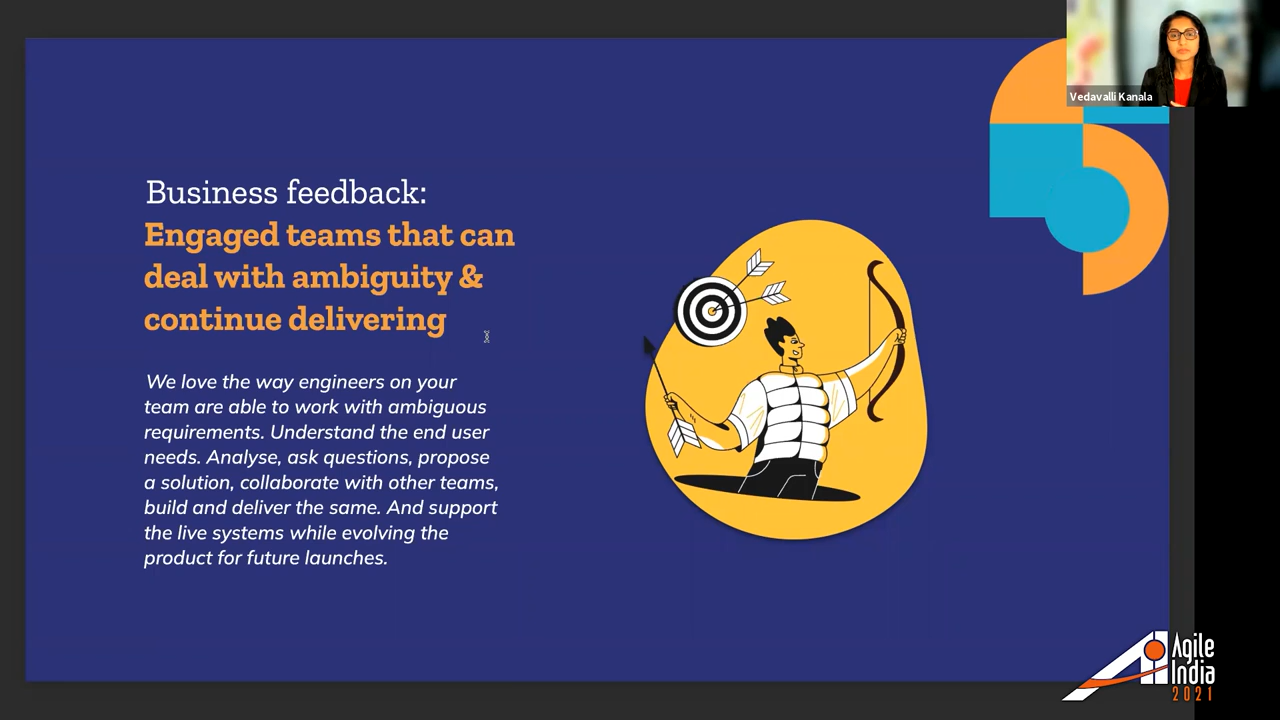 Vedavalli Kanala
Business feedback:
Engaged teams that can
deal with ambiguity &
continue delivering
We love the way engineers on your
team are able to work with ambiguous
requirements. Understand the end user
needs. Analyse, ask questions, propose
a solution, collaborate with other teams,
build and deliver the same. And support
the live systems while evolving the
product for future launches.
Agile
India
2021